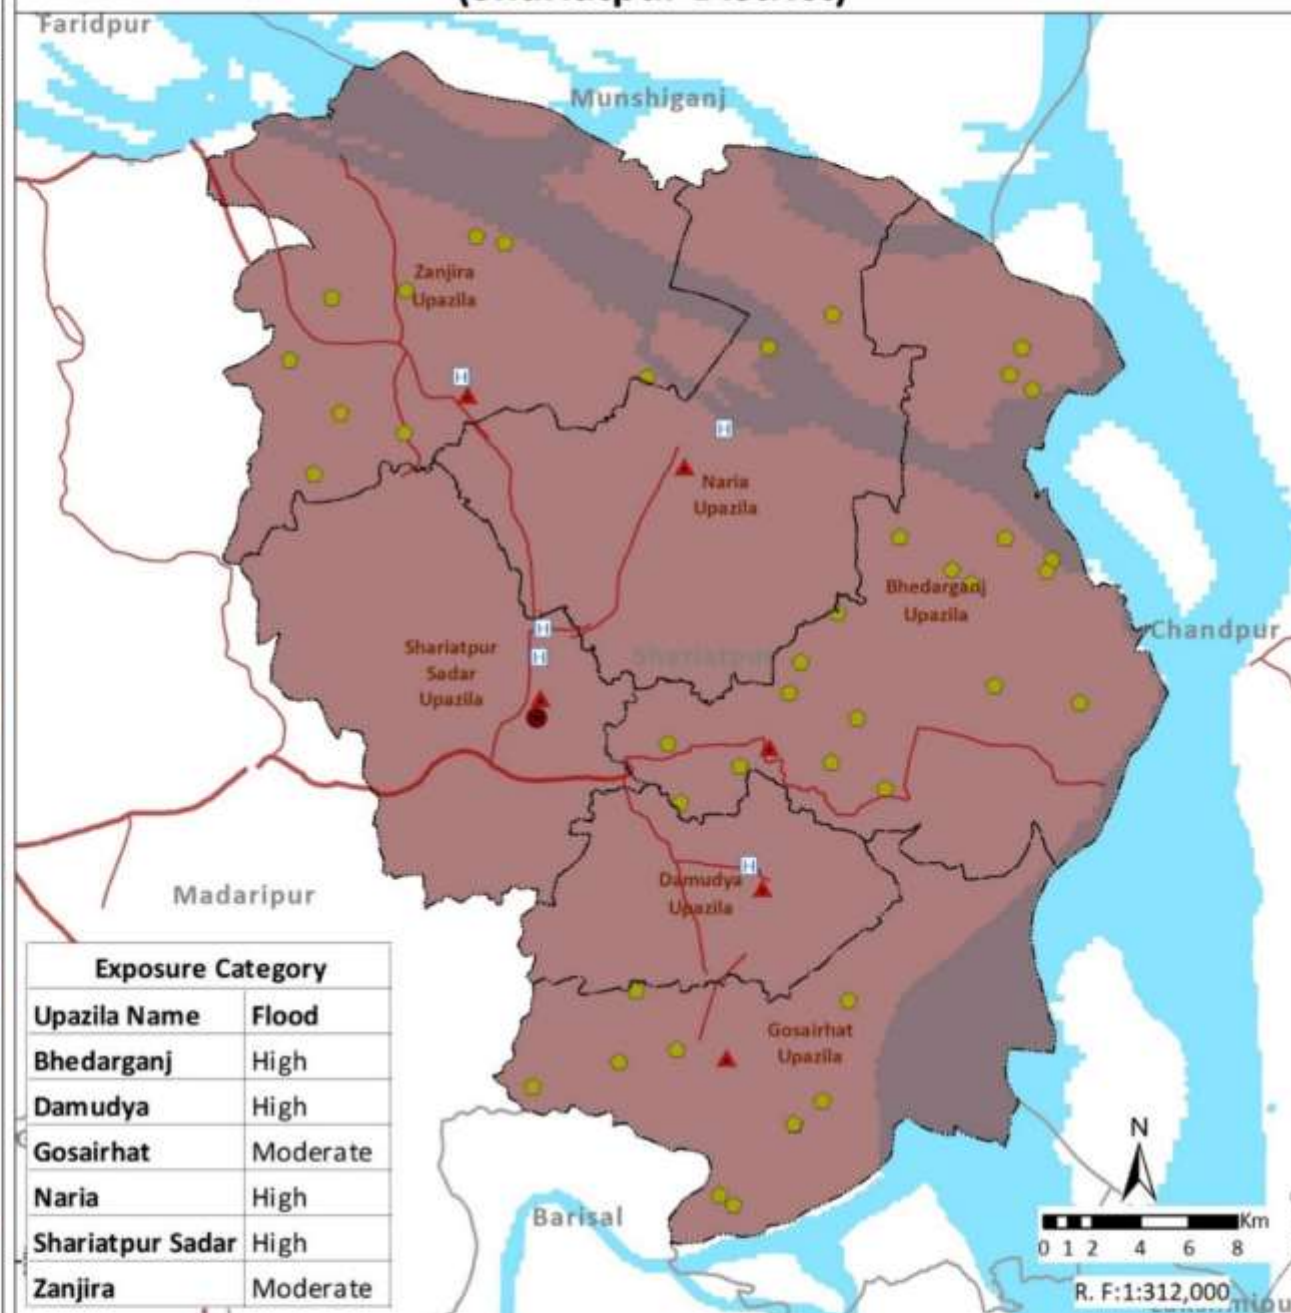 Faridpur
Munshiganj
Zanjira
Upazila
H
H
Naria
Upazila
Bhedarganj
Upazila
Chandpur
H
Shariatpur
Sadar
Upazila
H
Shariatpur
Madaripur
H
Damudya
Upazila
Gosairhat
Upazila
Barisal
Exposure Category
Upazila Name Flood
Bhedarganj High
Damudya High
Gosairhat Moderate
Naria High
Shariatpur Sadar High
Zanjira Moderate
N
Km
0 1 2 4 6 8
R. F:1:312,000